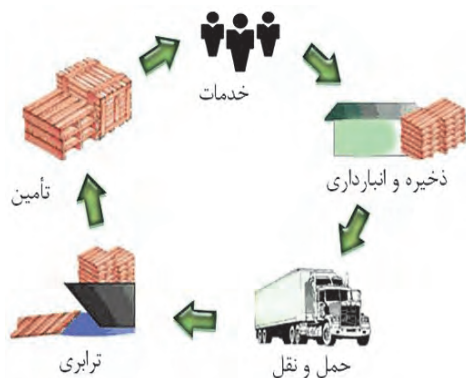 خدمات
ذخیره و انبارداری
تأمین
حمل و نقل
ترابری